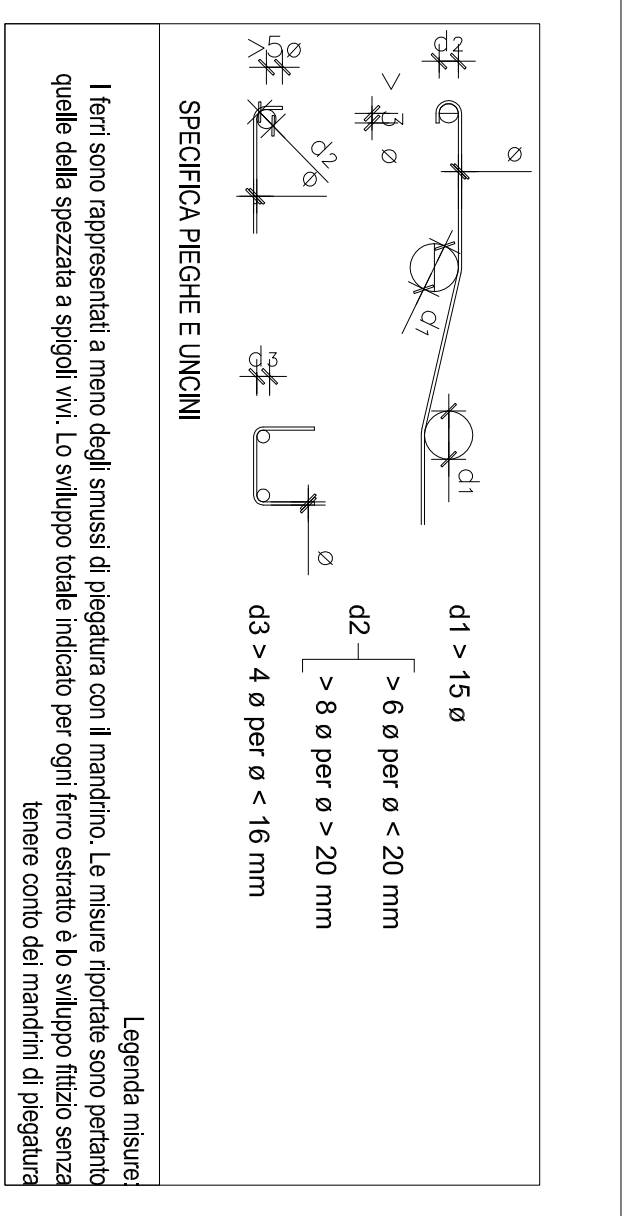 d2
ø
d1
d1
> d3 ø
>5ø
d2
ø
d3
ø
d1 > 15 ø
d2
> 6 ø per ø < 20 mm
> 8 ø per ø > 20 mm
d3 > 4 ø per ø < 16 mm
SPECIFICA PIEGHE E UNCINI
Legenda misure:
I ferri sono rappresentati a meno degli smussi di piegatura con il mandrino. Le misure riportate sono pertanto
quelle della spezzata a spigoli vivi. Lo sviluppo totale indicato per ogni ferro estratto è lo sviluppo fittizio senza
tenere conto dei mandrini di piegatura